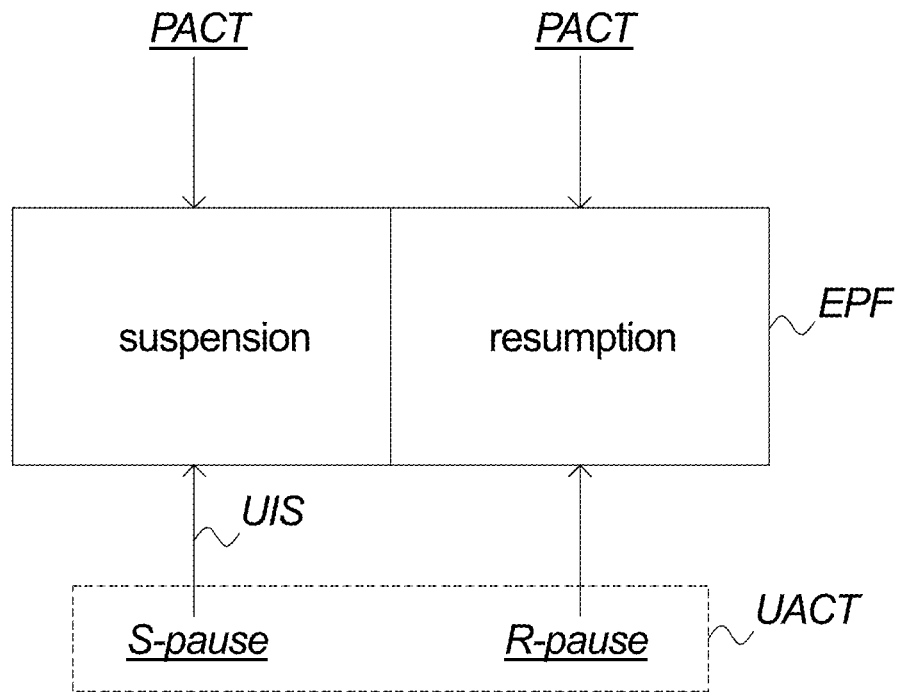 PACT PACT
EPF
suspension resumption
UIS
UACT
S-pause R-pause